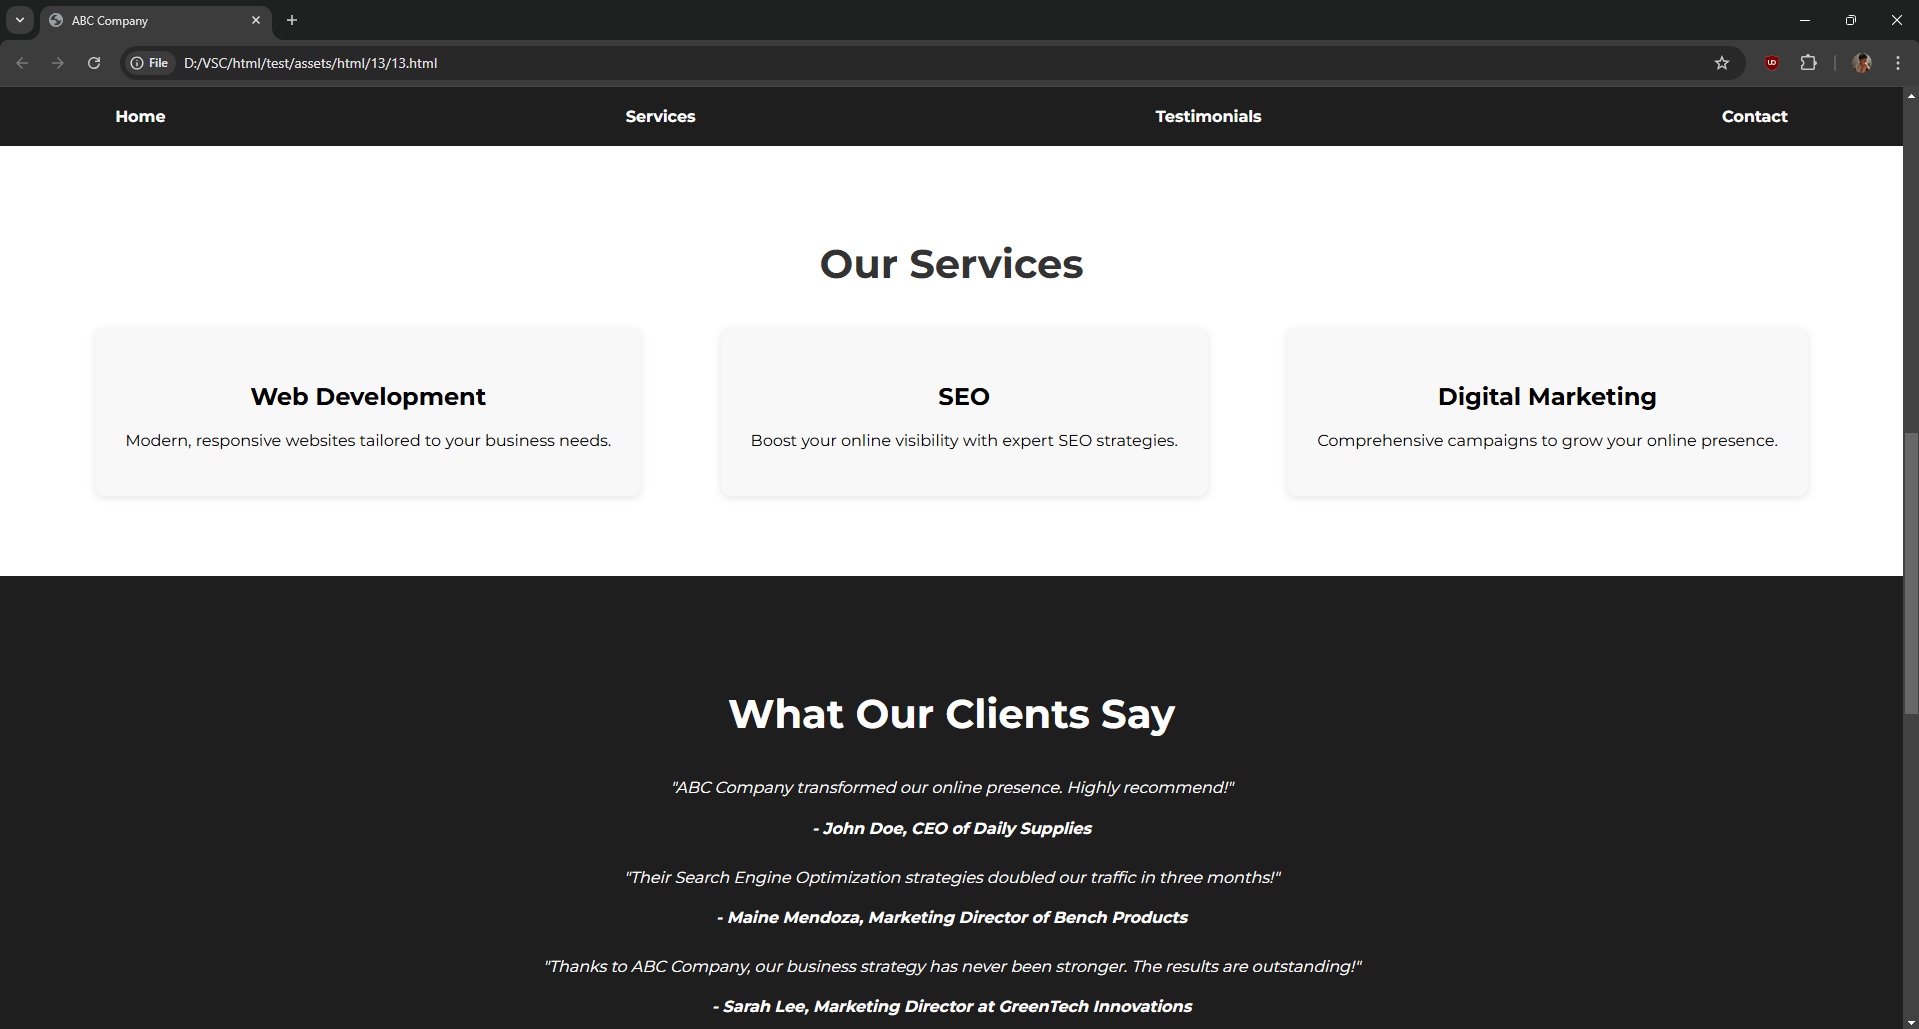 ABC Company
File D:/VSC/html/test/assets/html/13/13.html
Home Services Testimonials Contact
Our Services
Web Development
Modern, responsive websites tailored to your business needs.
SEO
Boost your online visibility with expert SEO strategies.
Digital Marketing
Comprehensive campaigns to grow your online presence.
What Our Clients Say
"ABC Company transformed our online presence. Highly recommend!"
- John Doe, CEO of Daily Supplies
"Their Search Engine Optimization strategies doubled our traffic in three months!"
- Maine Mendoza, Marketing Director of Bench Products
"Thanks to ABC Company, our business strategy has never been stronger. The results are outstanding!"
- Sarah Lee, Marketing Director at GreenTech Innovations